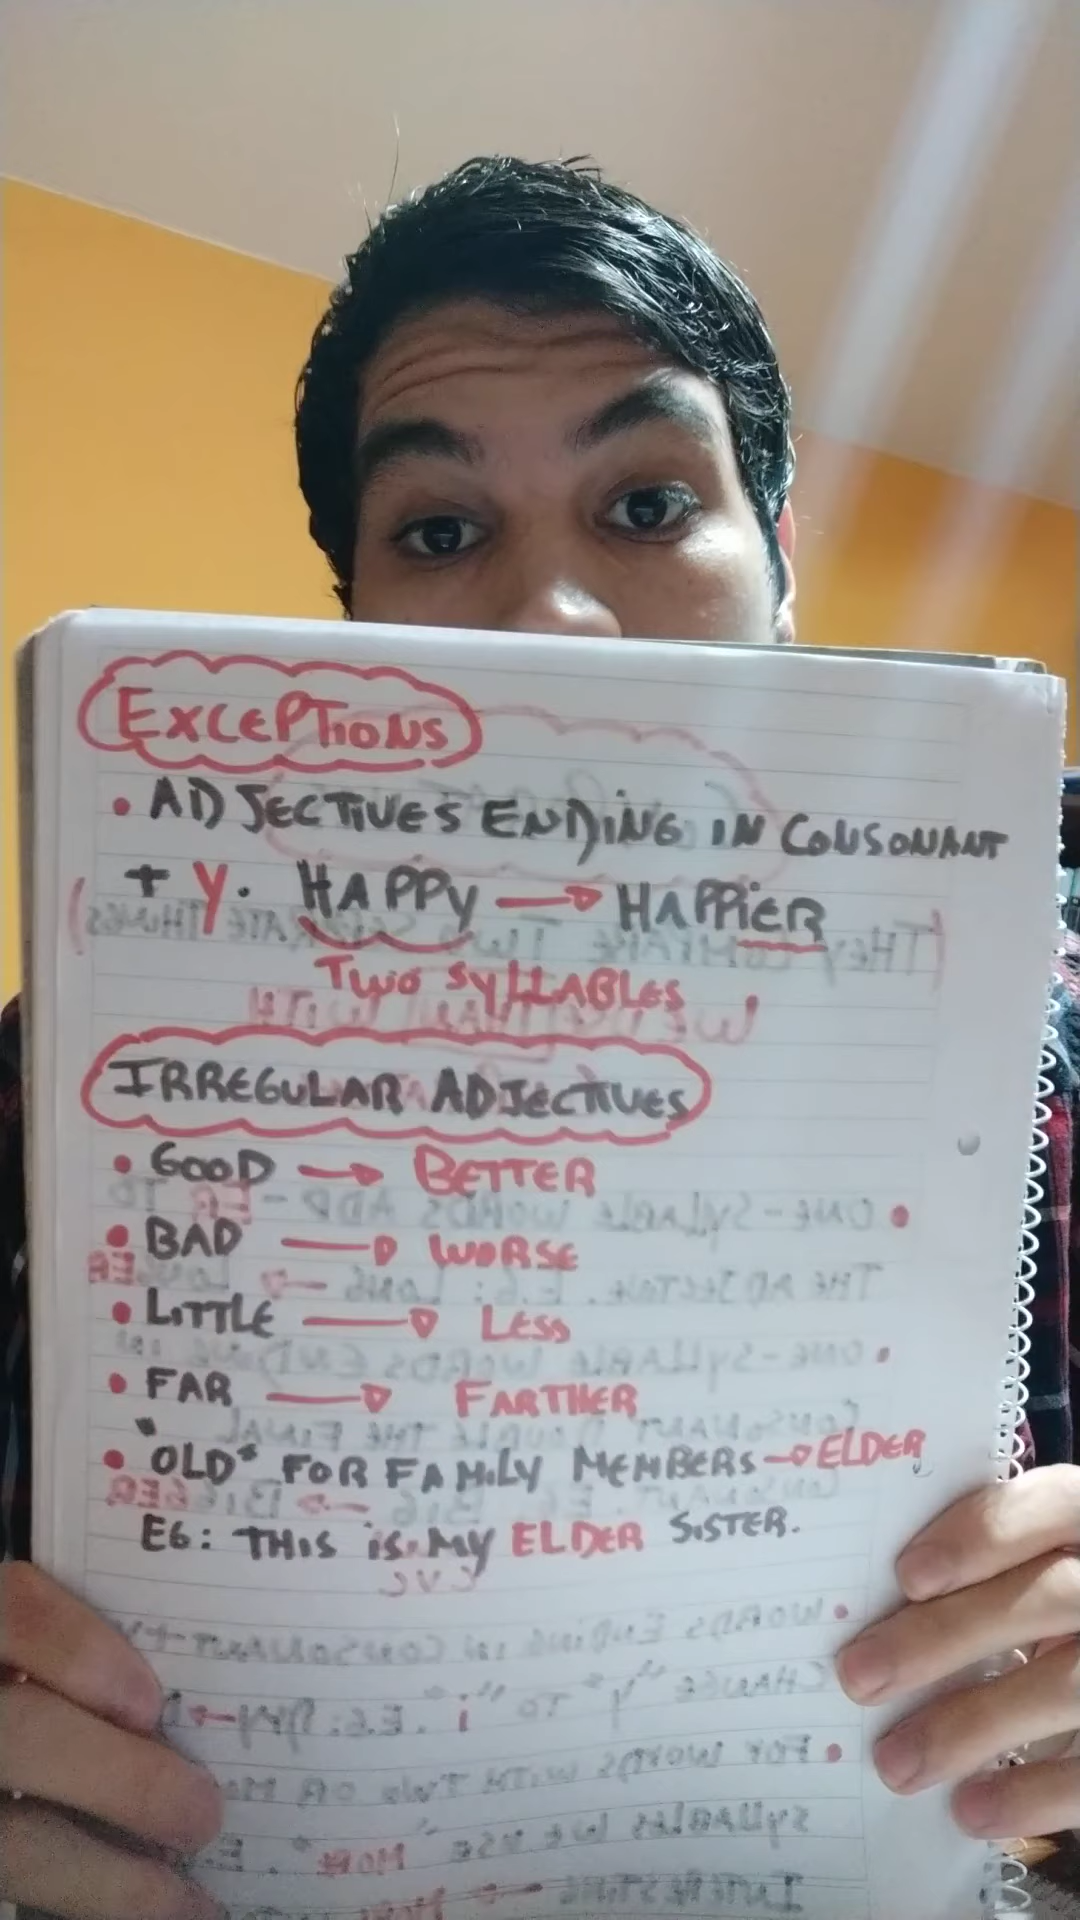 EXCEPTIONS
• ADJECTIVES ENDING IN CONSONANT
+ Y. HAPPY → HAPPIER
TWO SYLLABLES
IRREGULAR ADJECTIVES
• GOOD → BETTER
• BAD → WORSE
• LITTLE → LESS
• FAR → FARTHER
• "OLD" FOR FAMILY MEMBERS → ELDER
EG: THIS IS MY ELDER SISTER.